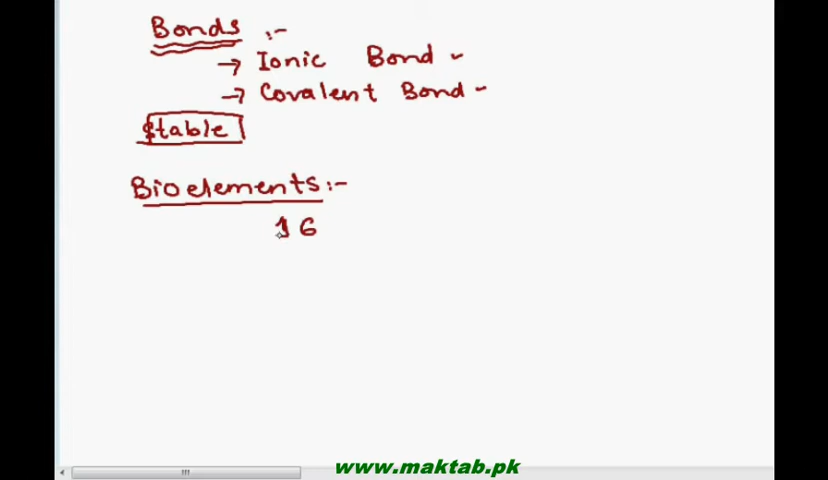 Bonds :-
→ Ionic Bond
→ Covalent Bond
Stable
Bioelements :-
16
www.maktab.pk